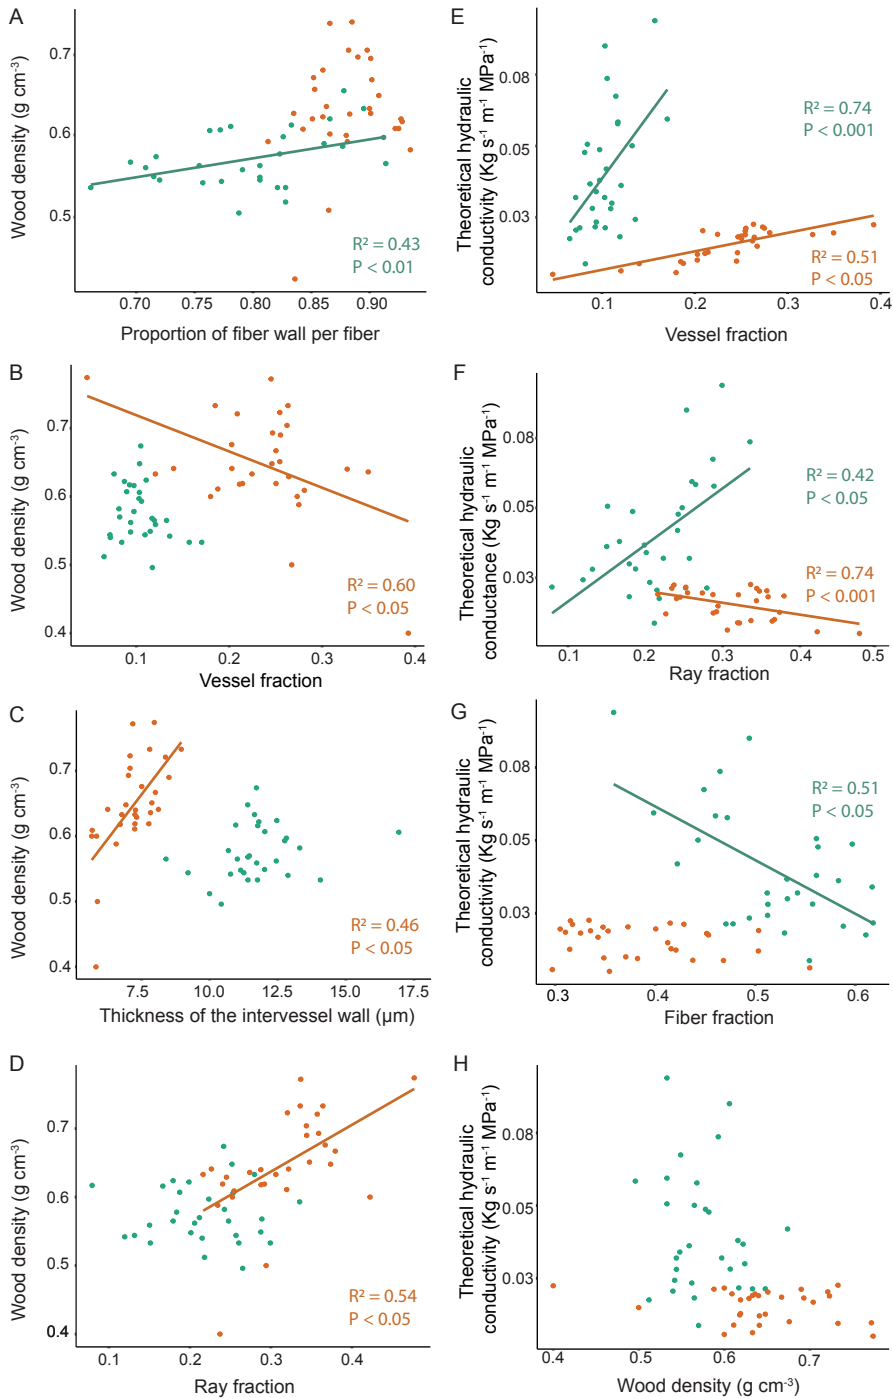 A
Wood density (g cm⁻³)
0.7
0.6
0.5
R² = 0.43
P < 0.01
0.70
0.75
0.80
0.85
0.90
Proportion of fiber wall per fiber
B
Wood density (g cm⁻³)
0.7
0.6
0.5
0.4
R² = 0.60
P < 0.05
0.1
0.2
0.3
0.4
Vessel fraction
C
Wood density (g cm⁻³)
0.7
0.6
0.5
0.4
R² = 0.46
P < 0.05
7.5
10.0
12.5
15.0
17.5
Thickness of the intervessel wall (µm)
D
Wood density (g cm⁻³)
0.7
0.6
0.5
0.4
R² = 0.54
P < 0.05
0.1
0.2
0.3
0.4
Ray fraction
E
Theoretical hydraulic
conductivity (Kg s⁻¹ m⁻¹ MPa⁻¹)
0.08
0.05
0.03
R² = 0.74
P < 0.001
R² = 0.51
P < 0.05
0.1
0.2
0.3
0.4
Vessel fraction
F
Theoretical hydraulic
conductance (Kg s⁻¹ m⁻¹ MPa⁻¹)
0.08
0.05
0.03
R² = 0.42
P < 0.05
R² = 0.74
P < 0.001
0.1
0.2
0.3
0.4
0.5
Ray fraction
G
Theoretical hydraulic
conductivity (Kg s⁻¹ m⁻¹ MPa⁻¹)
0.08
0.05
0.03
R² = 0.51
P < 0.05
0.3
0.4
0.5
0.6
Fiber fraction
H
Theoretical hydraulic
conductivity (Kg s⁻¹ m⁻¹ MPa⁻¹)
0.08
0.05
0.03
0.4
0.5
0.6
0.7
Wood density (g cm⁻³)